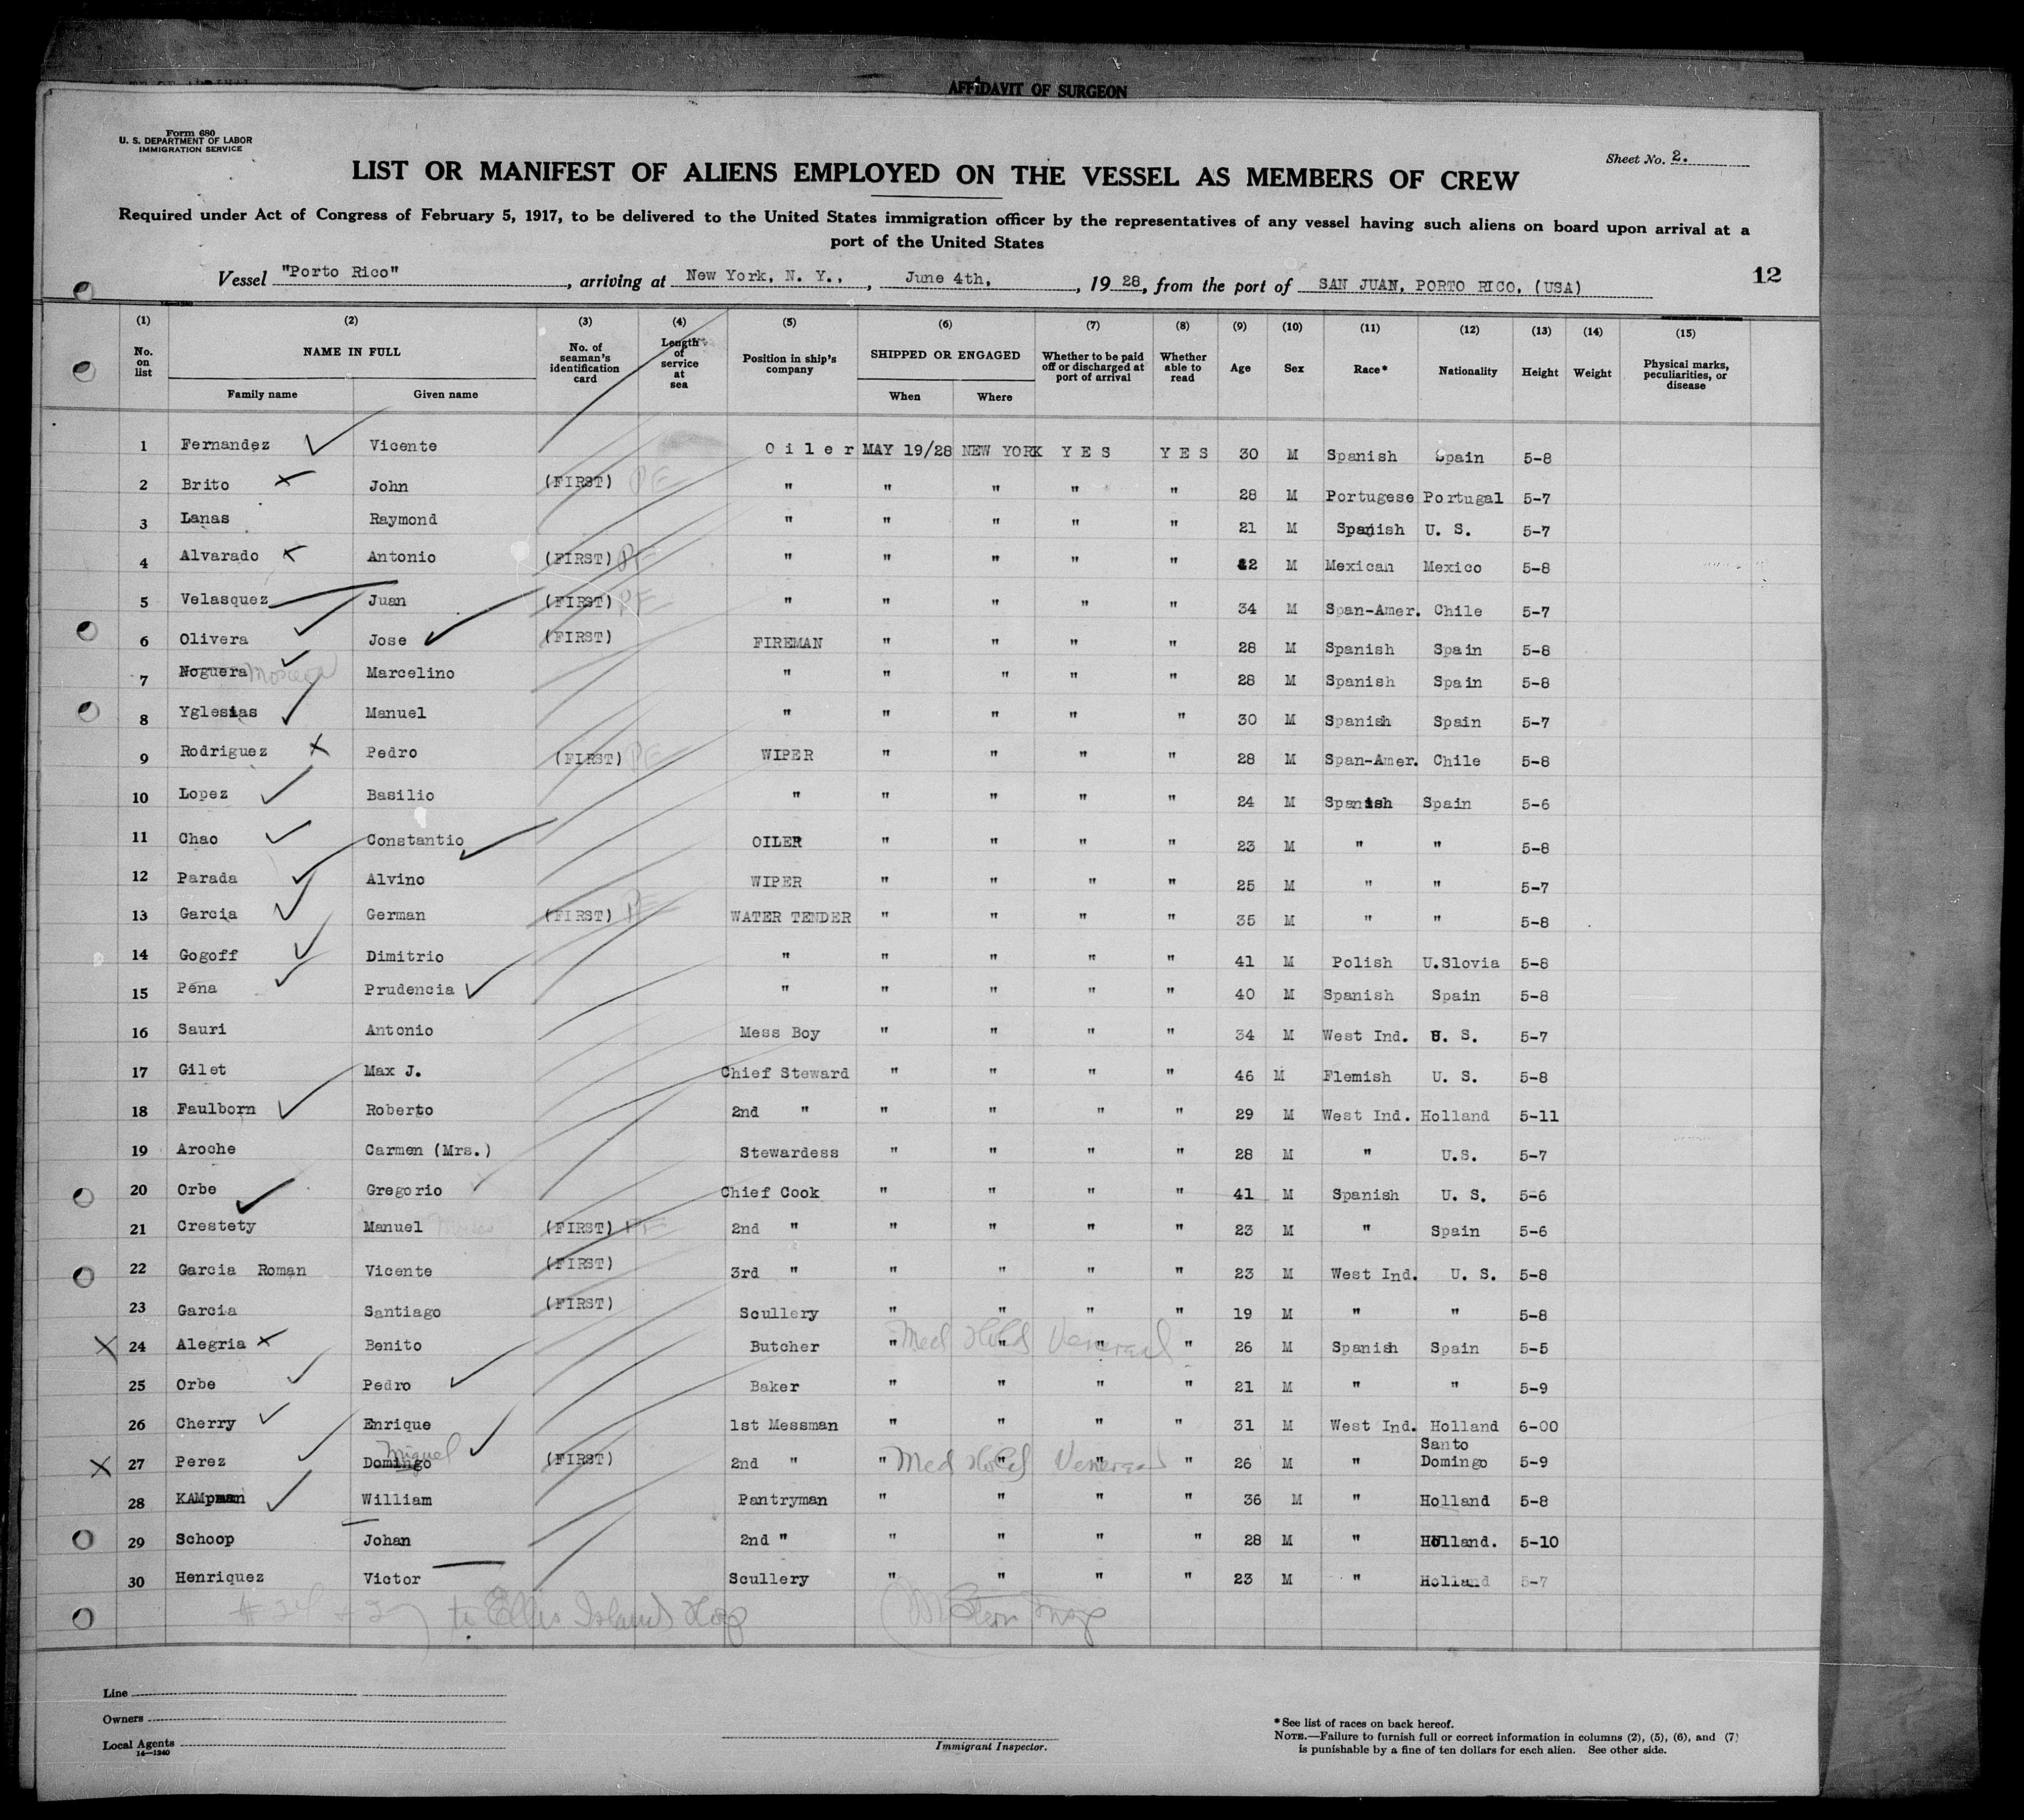 AFFIDAVIT OF SURGEON
Form 680
U. S. DEPARTMENT OF LABOR
IMMIGRATION SERVICE
Sheet No. 2.
LIST OR MANIFEST OF ALIENS EMPLOYED ON THE VESSEL AS MEMBERS OF CREW
Required under Act of Congress of February 5, 1917, to be delivered to the United States immigration officer by the representatives of any vessel having such aliens on board upon arrival at a
port of the United States
Vessel "Porto Rico", arriving at New York, N. Y., June 4th, 1928, from the port of SAN JUAN, PORTO RICO, (USA) 12
(1) (2) (3) (4) (5) (6) (7) (8) (9) (10) (11) (12) (13) (14) (15)
No. on list NAME IN FULL Family name Given name No. of seaman's identification card Length of service at sea Position in ship's company SHIPPED OR ENGAGED When Where Whether to be paid off or discharged at port of arrival Whether able to read Age Sex Race* Nationality Height Weight Physical marks, peculiarities, or disease
1 Fernandez Vicente Oiler MAY 19/28 NEW YORK YES YES 30 M Spanish Spain 5-8
2 Brito John (FIRST) PE " " " " " 28 M Portugese Portugal 5-7
3 Lanas Raymond " " " " " 21 M Spanish U. S. 5-7
4 Alvarado Antonio (FIRST) PE " " " " " 22 M Mexican Mexico 5-8
5 Velasquez Juan (FIRST) PE " " " " " 34 M Span-Amer. Chile 5-7
6 Olivera Jose (FIRST) FIREMAN " " " " 28 M Spanish Spain 5-8
7 Noguera Marcelino " " " " " 28 M Spanish Spain 5-8
8 Yglesias Manuel " " " " " 30 M Spanish Spain 5-7
9 Rodriguez Pedro (FIRST) PE WIPER " " " " 28 M Span-Amer. Chile 5-8
10 Lopez Basilio " " " " " 24 M Spanish Spain 5-6
11 Chao Constantio OILER " " " " 23 M " " 5-8
12 Parada Alvino WIPER " " " " 25 M " " 5-7
13 Garcia German (FIRST) PE WATER TENDER " " " " 35 M " " 5-8
14 Gogoff Dimitrio " " " " " 41 M Polish U.Slovia 5-8
15 Pena Prudencia " " " " " 40 M Spanish Spain 5-8
16 Sauri Antonio Mess Boy " " " " 34 M West Ind. U. S. 5-7
17 Gilet Max J. Chief Steward " " " " 46 M Flemish U. S. 5-8
18 Faulborn Roberto 2nd " " " " " 29 M West Ind. Holland 5-11
19 Aroche Carmen (Mrs.) Stewardess " " " " 28 M " U.S. 5-7
20 Orbe Gregorio Chief Cook " " " " 41 M Spanish U. S. 5-6
21 Crestety Manuel (FIRST) PE 2nd " " " " " 23 M " Spain 5-6
22 Garcia Roman Vicente (FIRST) 3rd " " " " " 23 M West Ind. U. S. 5-8
23 Garcia Santiago (FIRST) Scullery " " " " 19 M " " 5-8
X 24 Alegria Benito Butcher " " " " Med Hold Venereal 26 M Spanish Spain 5-5
25 Orbe Pedro Baker " " " " 21 M " " 5-9
26 Cherry Enrique 1st Messman " " " " 31 M West Ind. Holland 6-00
X 27 Perez Domingo Miguel (FIRST) 2nd " " " " " Med Hold Venereal 26 M " Santo Domingo 5-9
28 KAMpman William Pantryman " " " " 36 M " Holland 5-8
29 Schoop Johan 2nd " " " " " 28 M " Holland. 5-10
30 Henriquez Victor Scullery " " " " 23 M " Holland 5-7
# 24 + 27 to Ellis Island Hosp
Line
Owners
Local Agents
14—1240
Immigrant Inspector.
* See list of races on back hereof.
NOTE.—Failure to furnish full or correct information in columns (2), (5), (6), and (7)
is punishable by a fine of ten dollars for each alien. See other side.